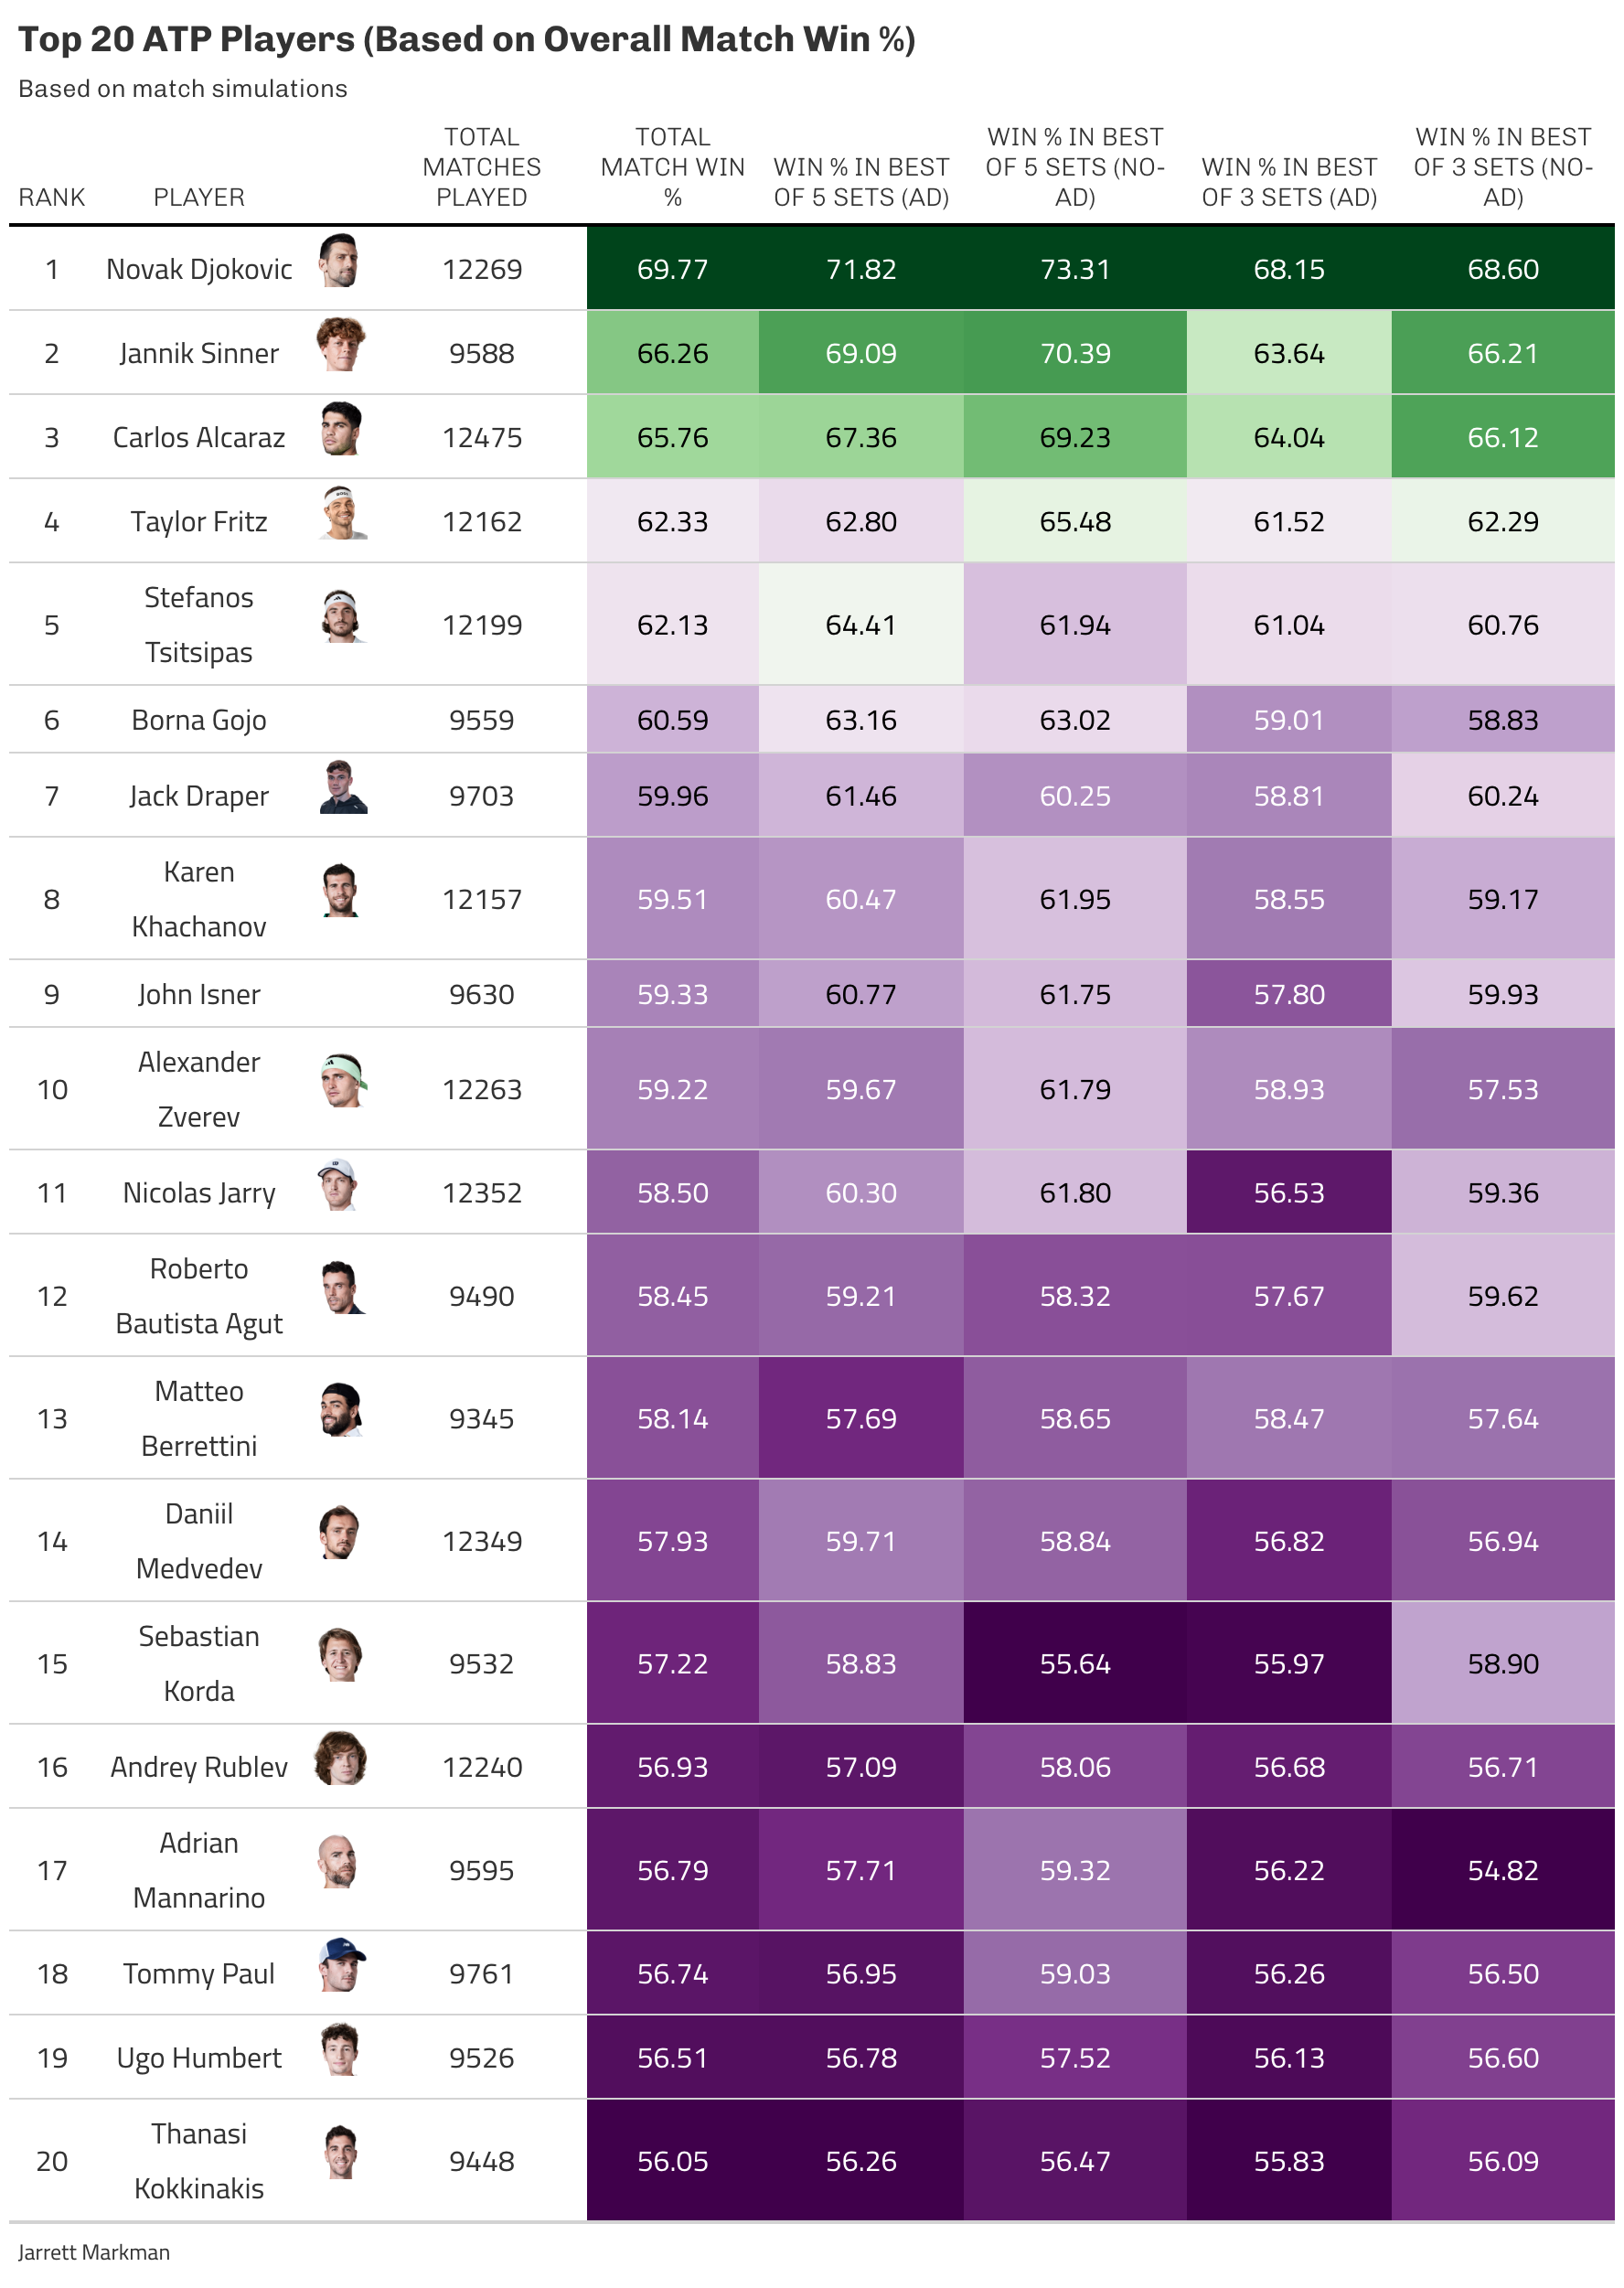 Top 20 ATP Players (Based on Overall Match Win %)
Based on match simulations
RANK PLAYER TOTAL MATCHES PLAYED TOTAL MATCH WIN % WIN % IN BEST OF 5 SETS (AD) WIN % IN BEST OF 5 SETS (NO-AD) WIN % IN BEST OF 3 SETS (AD) WIN % IN BEST OF 3 SETS (NO-AD)
1 Novak Djokovic 12269 69.77 71.82 73.31 68.15 68.60
2 Jannik Sinner 9588 66.26 69.09 70.39 63.64 66.21
3 Carlos Alcaraz 12475 65.76 67.36 69.23 64.04 66.12
4 Taylor Fritz 12162 62.33 62.80 65.48 61.52 62.29
5 Stefanos Tsitsipas 12199 62.13 64.41 61.94 61.04 60.76
6 Borna Gojo 9559 60.59 63.16 63.02 59.01 58.83
7 Jack Draper 9703 59.96 61.46 60.25 58.81 60.24
8 Karen Khachanov 12157 59.51 60.47 61.95 58.55 59.17
9 John Isner 9630 59.33 60.77 61.75 57.80 59.93
10 Alexander Zverev 12263 59.22 59.67 61.79 58.93 57.53
11 Nicolas Jarry 12352 58.50 60.30 61.80 56.53 59.36
12 Roberto Bautista Agut 9490 58.45 59.21 58.32 57.67 59.62
13 Matteo Berrettini 9345 58.14 57.69 58.65 58.47 57.64
14 Daniil Medvedev 12349 57.93 59.71 58.84 56.82 56.94
15 Sebastian Korda 9532 57.22 58.83 55.64 55.97 58.90
16 Andrey Rublev 12240 56.93 57.09 58.06 56.68 56.71
17 Adrian Mannarino 9595 56.79 57.71 59.32 56.22 54.82
18 Tommy Paul 9761 56.74 56.95 59.03 56.26 56.50
19 Ugo Humbert 9526 56.51 56.78 57.52 56.13 56.60
20 Thanasi Kokkinakis 9448 56.05 56.26 56.47 55.83 56.09
Jarrett Markman